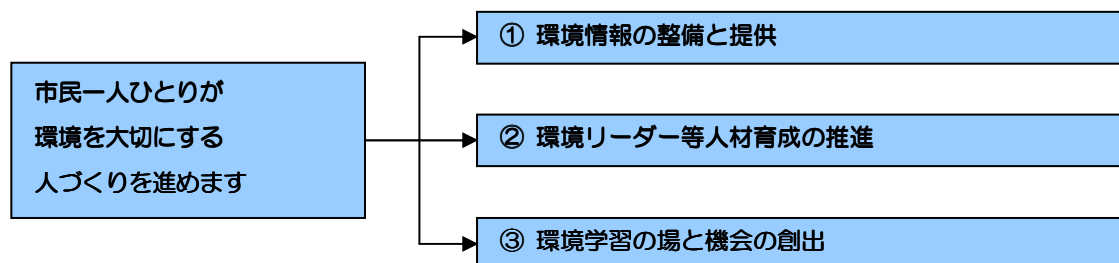 市民一人ひとりが
環境を大切にする
人づくりを進めます
① 環境情報の整備と提供
② 環境リーダー等人材育成の推進
③ 環境学習の場と機会の創出